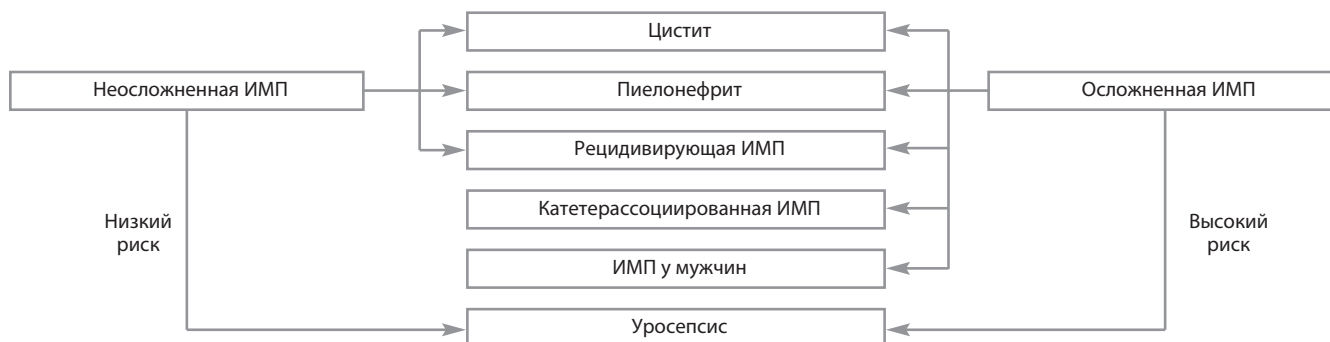 Цистит
Неосложненная ИМП
Пиелонефрит
Осложненная ИМП
Рецидивирующая ИМП
Катетерассоциированная ИМП
Низкий
риск
Высокий
риск
ИМП у мужчин
Уросепсис